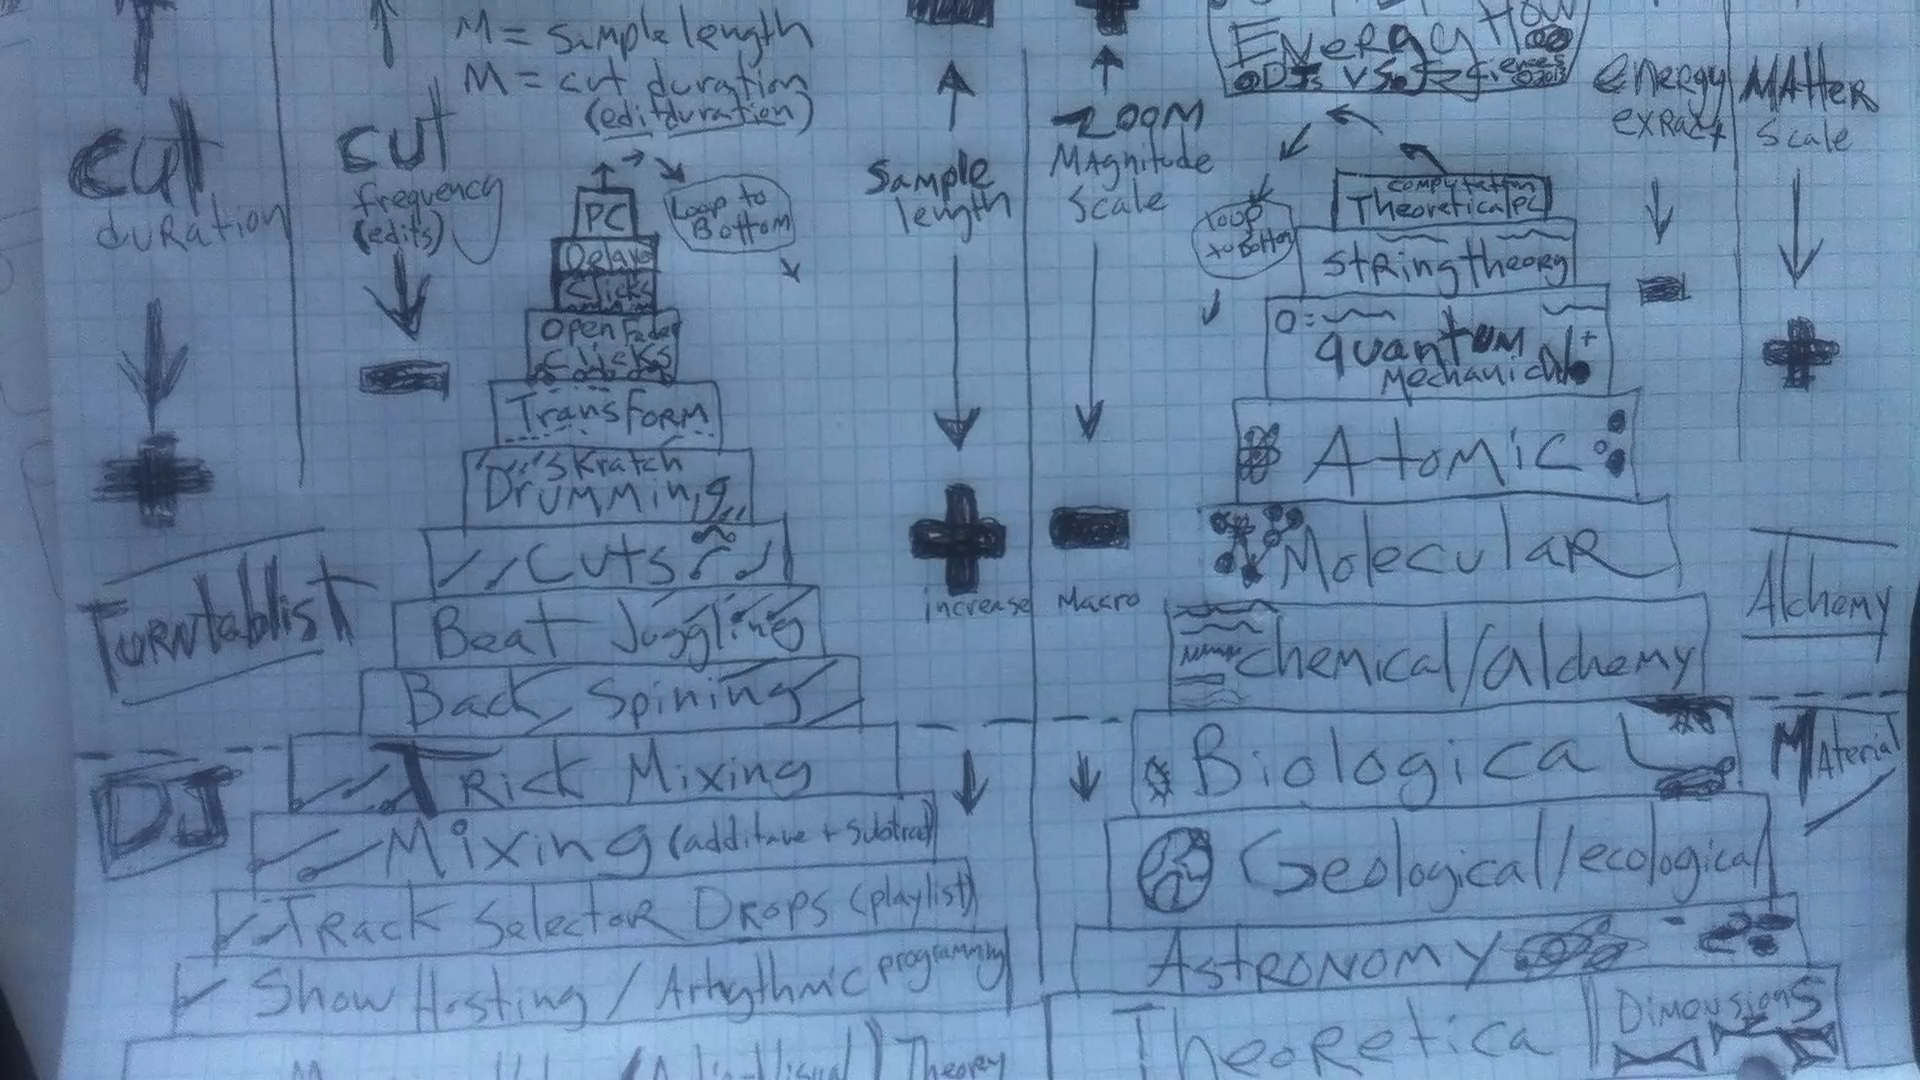 M = sample length
M = cut duration
(edit duration)
cut
duration
cut
frequency
(edits)
PC
Delays
Clicks
Loop to
Bottom
Open Fader
Clicks
Transform
Skratch
Drumming
Cuts
Beat Juggling
Back Spining
Turntablist
DJ
Trick Mixing
Mixing (additave + subtract)
Track Selector Drops (playlist)
Show Hosting / Arhythmic programming
Theory
Sample
length
increase
Zoom
Magnitude
Scale
Macro
Energy Flow
DJs vs.
energy
exract
Matter
Scale
computation
Theoretical PC
loop
to Bottom
string theory
quantum
Mechanic
Atomic
Molecular
Chemical/alchemy
Alchemy
Biologica
Material
Geological/ecological
Astronomy
Theoretica
Dimensions